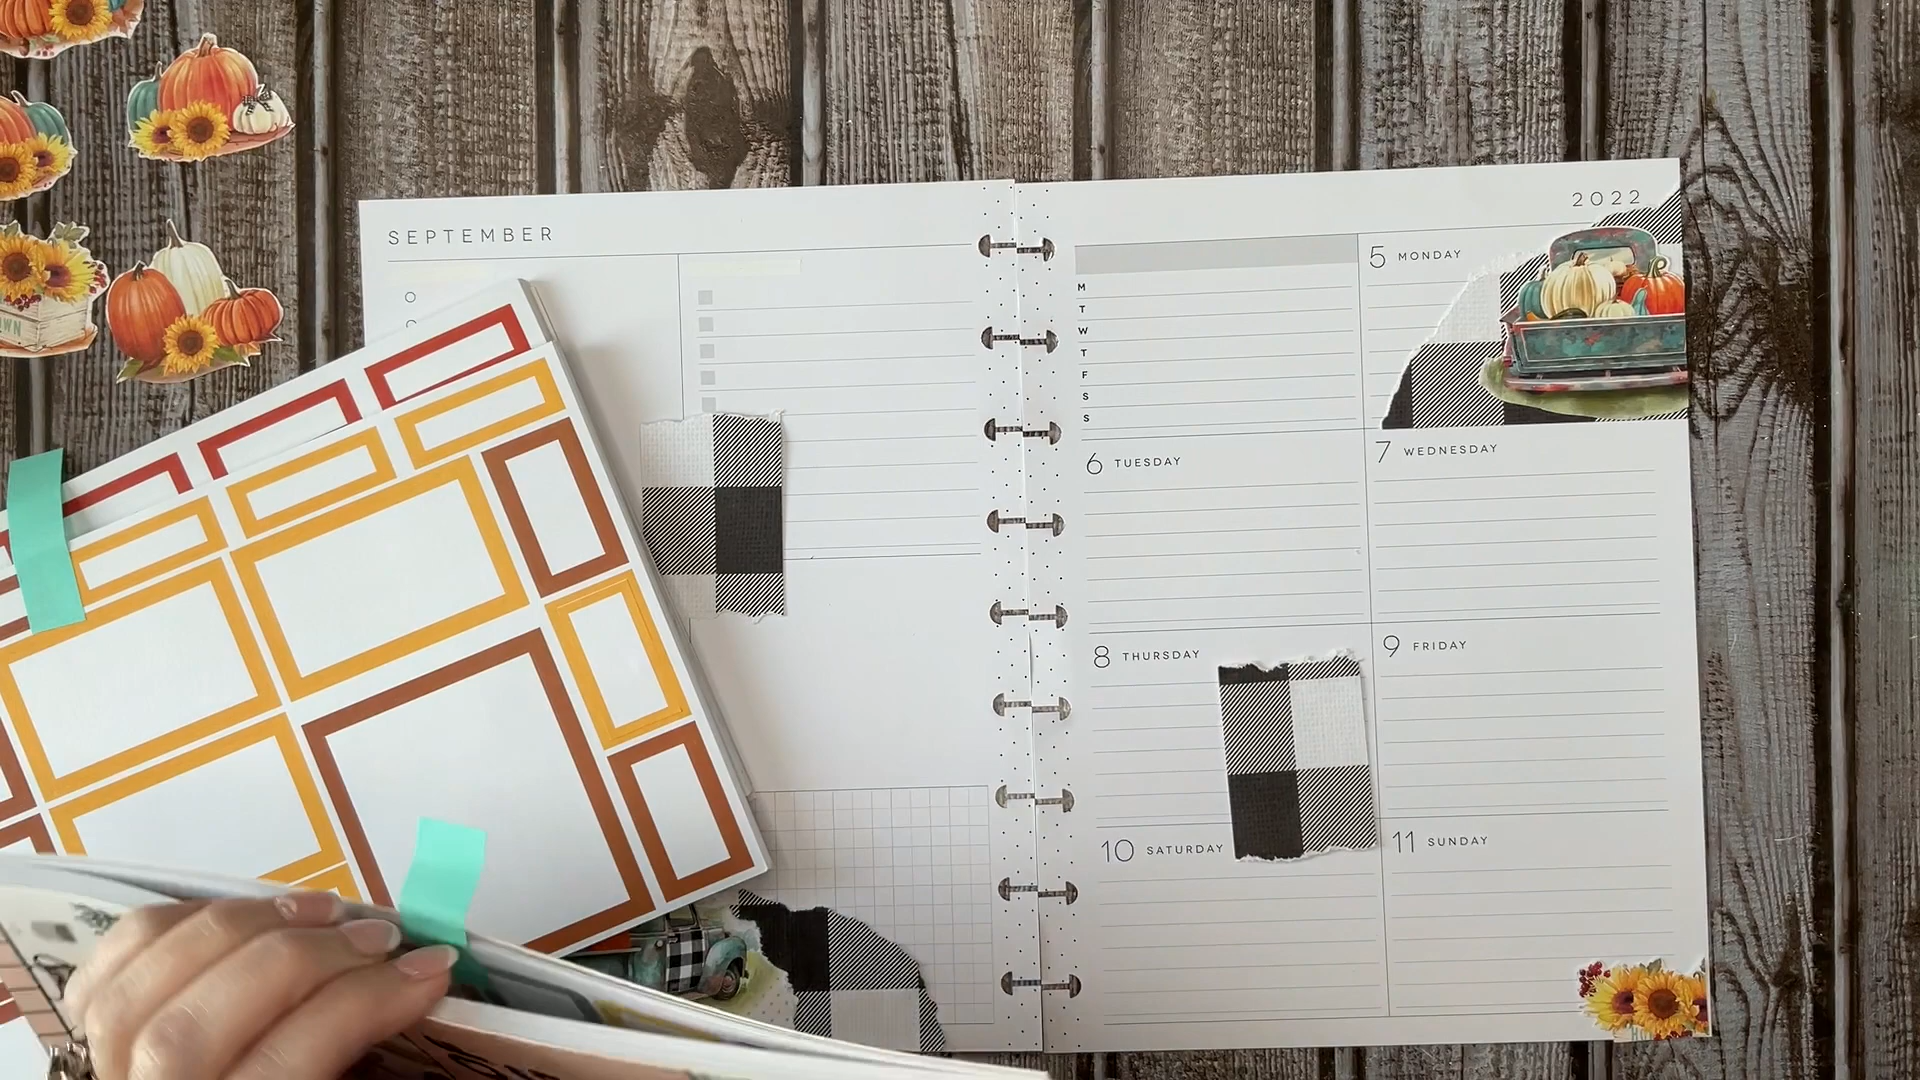 SEPTEMBER
2022
M
T
W
T
F
S
S
5 MONDAY
6 TUESDAY
7 WEDNESDAY
8 THURSDAY
9 FRIDAY
10 SATURDAY
11 SUNDAY